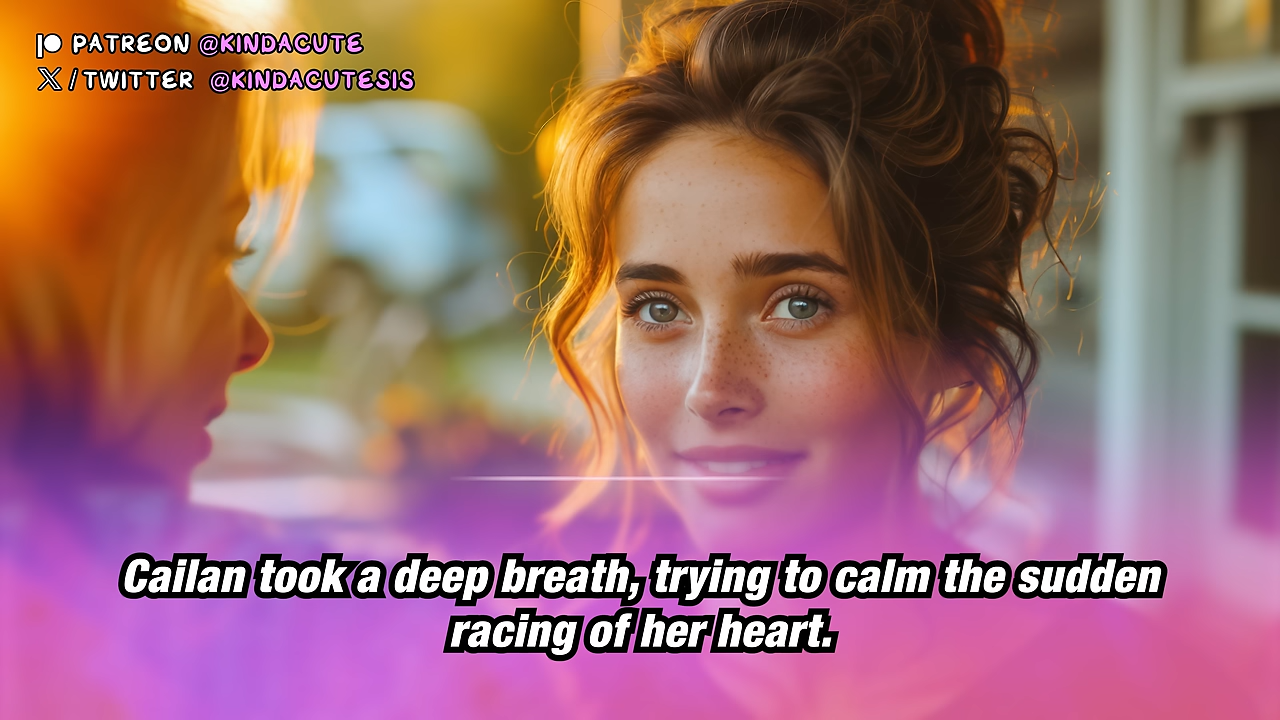 PATREON @KINDACUTE
X/TWITTER @KINDACUTESIS
Cailan took a deep breath, trying to calm the sudden
racing of her heart.